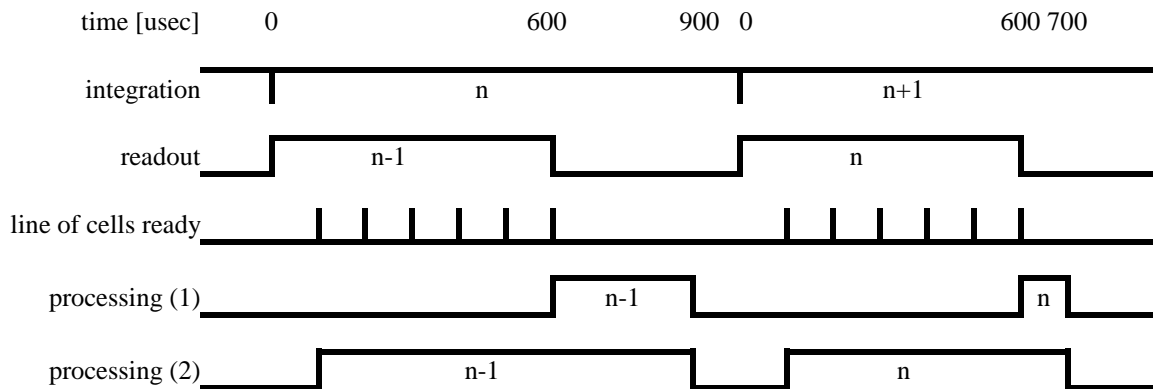 time [usec] 0 600 900 0 600 700
integration n n+1
readout n-1 n
line of cells ready
processing (1) n-1 n
processing (2) n-1 n